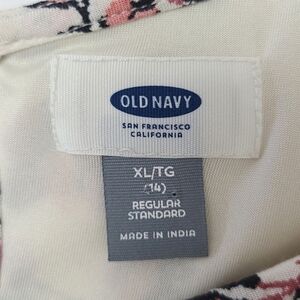 OLD NAVY
SAN FRANCISCO
CALIFORNIA
XL/TG
(14)
REGULAR
STANDARD
MADE IN INDIA